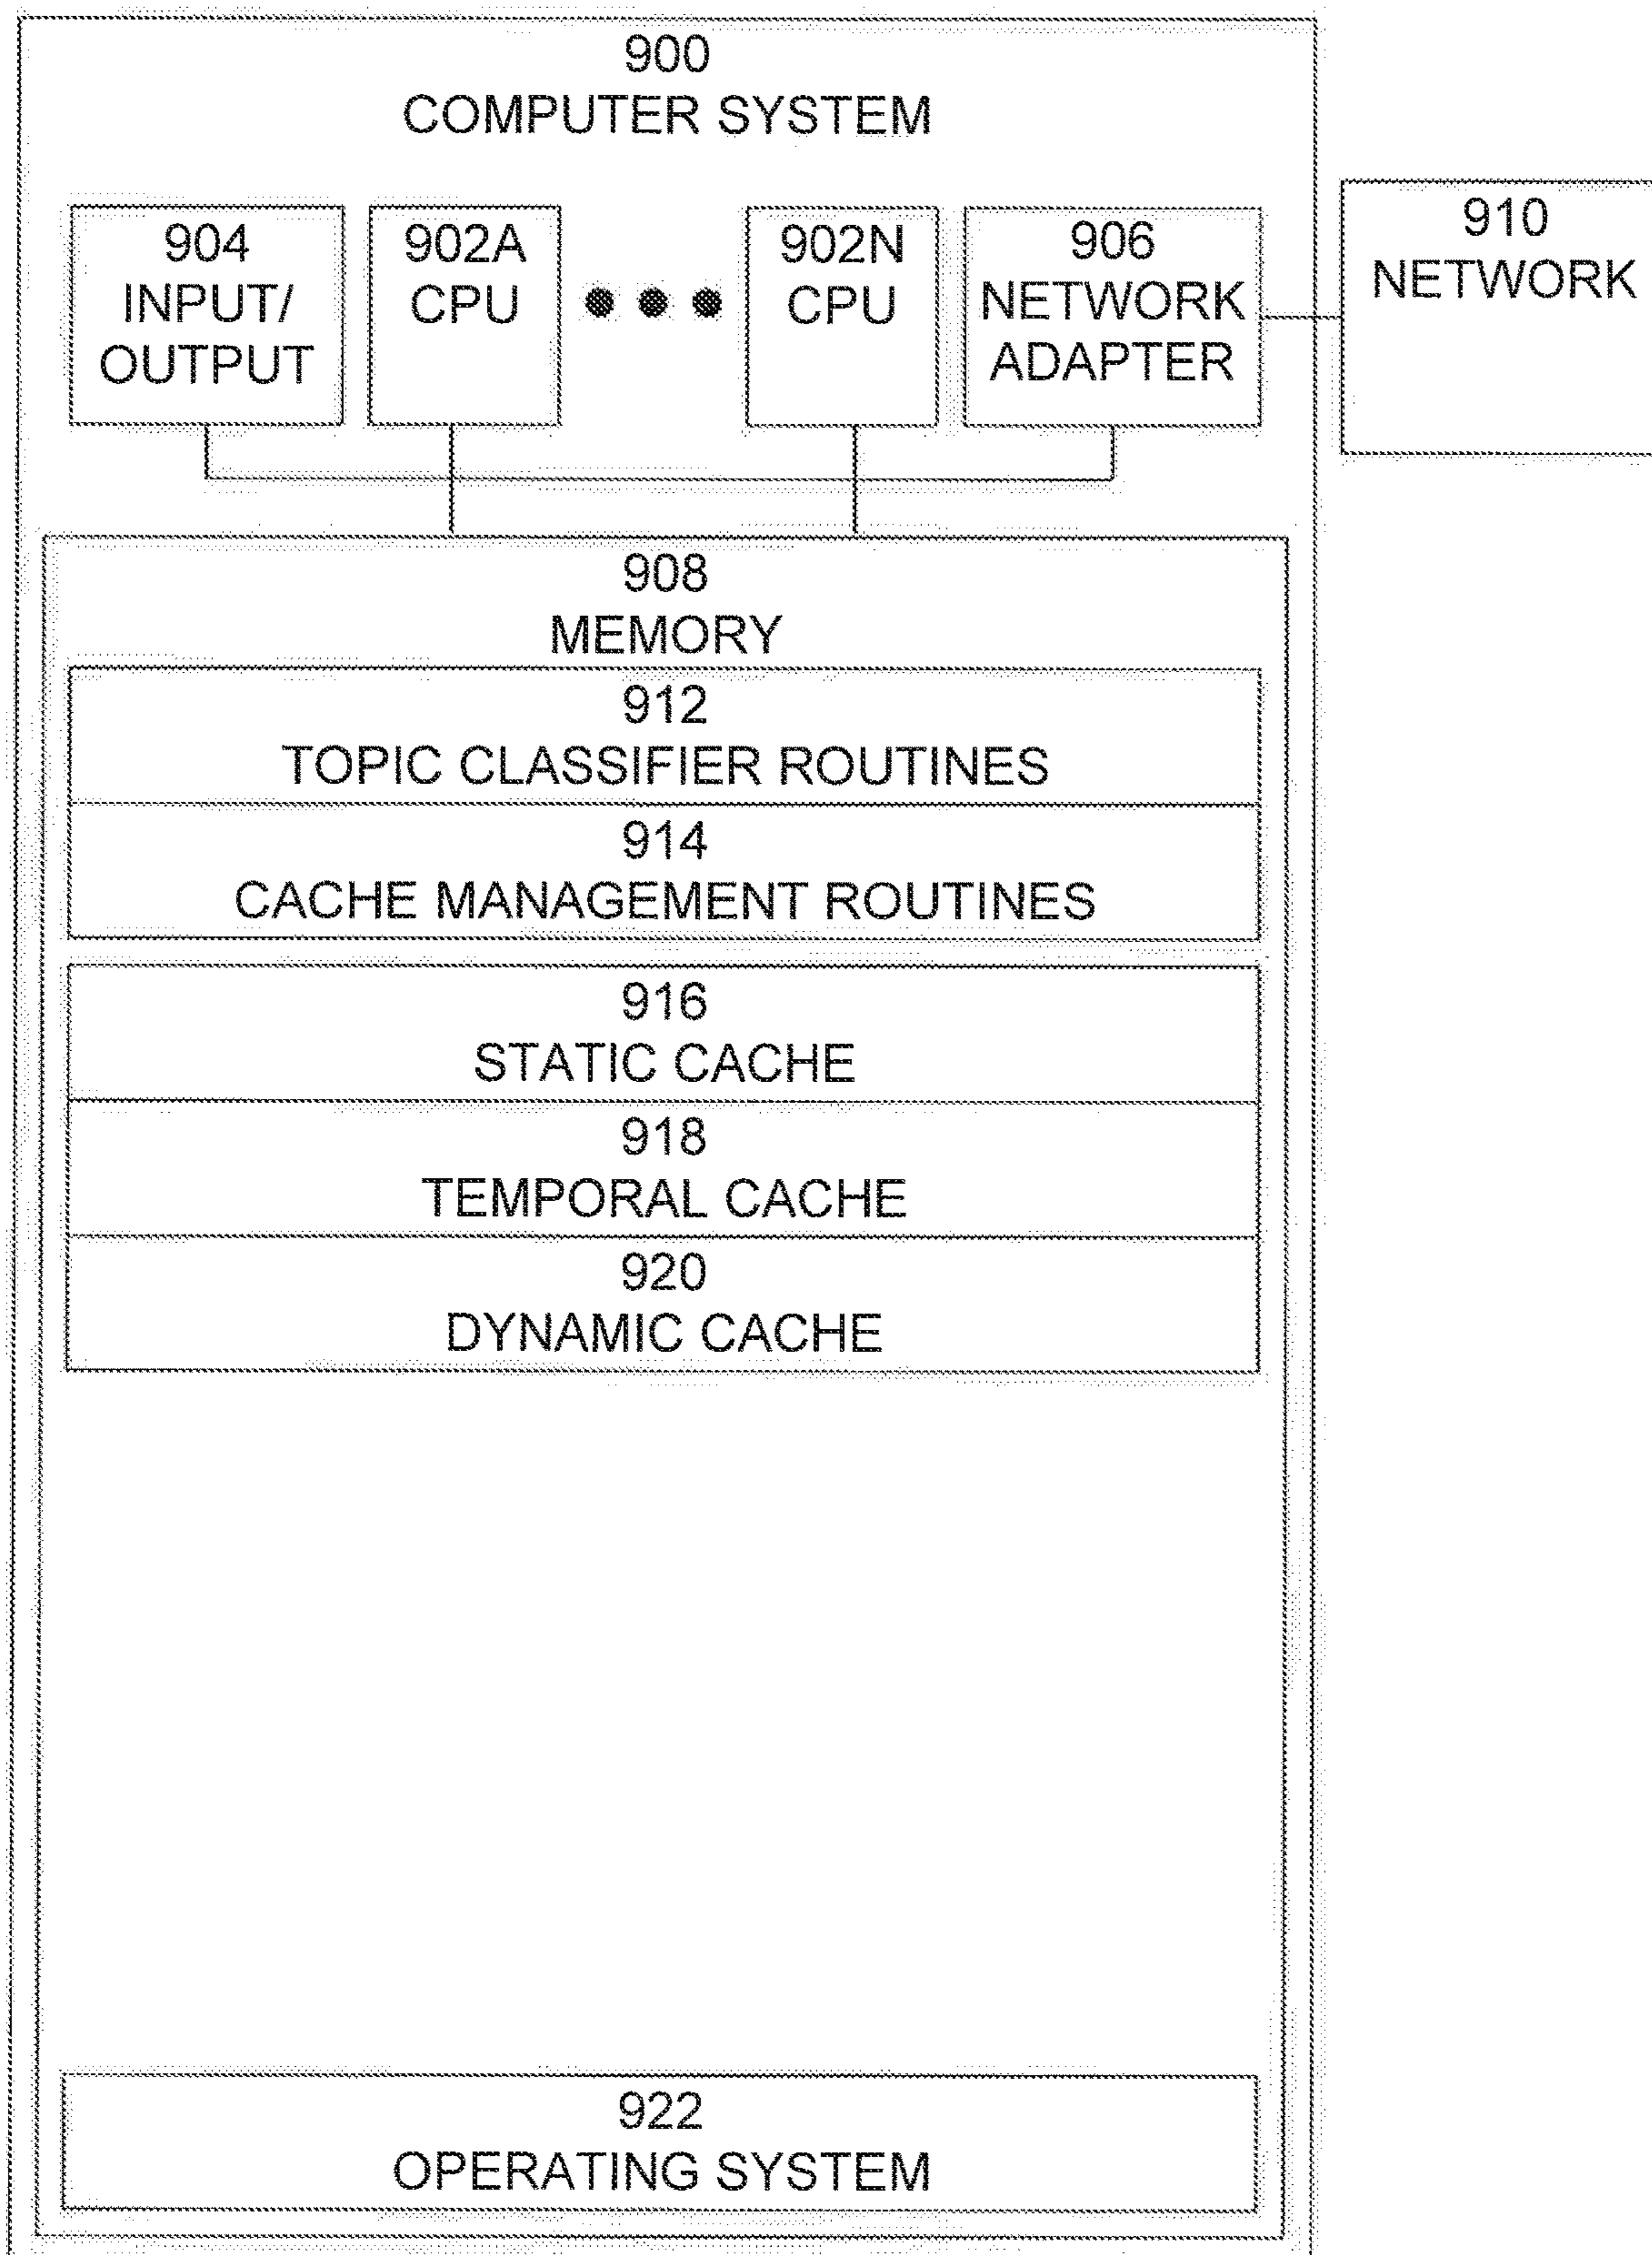 900
COMPUTER SYSTEM
904
INPUT/
OUTPUT
902A
CPU
902N
CPU
906
NETWORK
ADAPTER
910
NETWORK
908
MEMORY
912
TOPIC CLASSIFIER ROUTINES
914
CACHE MANAGEMENT ROUTINES
916
STATIC CACHE
918
TEMPORAL CACHE
920
DYNAMIC CACHE
922
OPERATING SYSTEM